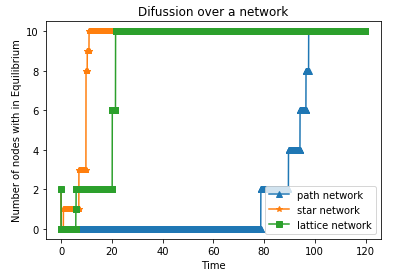 Difussion over a network
Number of nodes with in Equilibrium
10
8
6
4
2
0
0
20
40
60
80
100
120
Time
path network
star network
lattice network